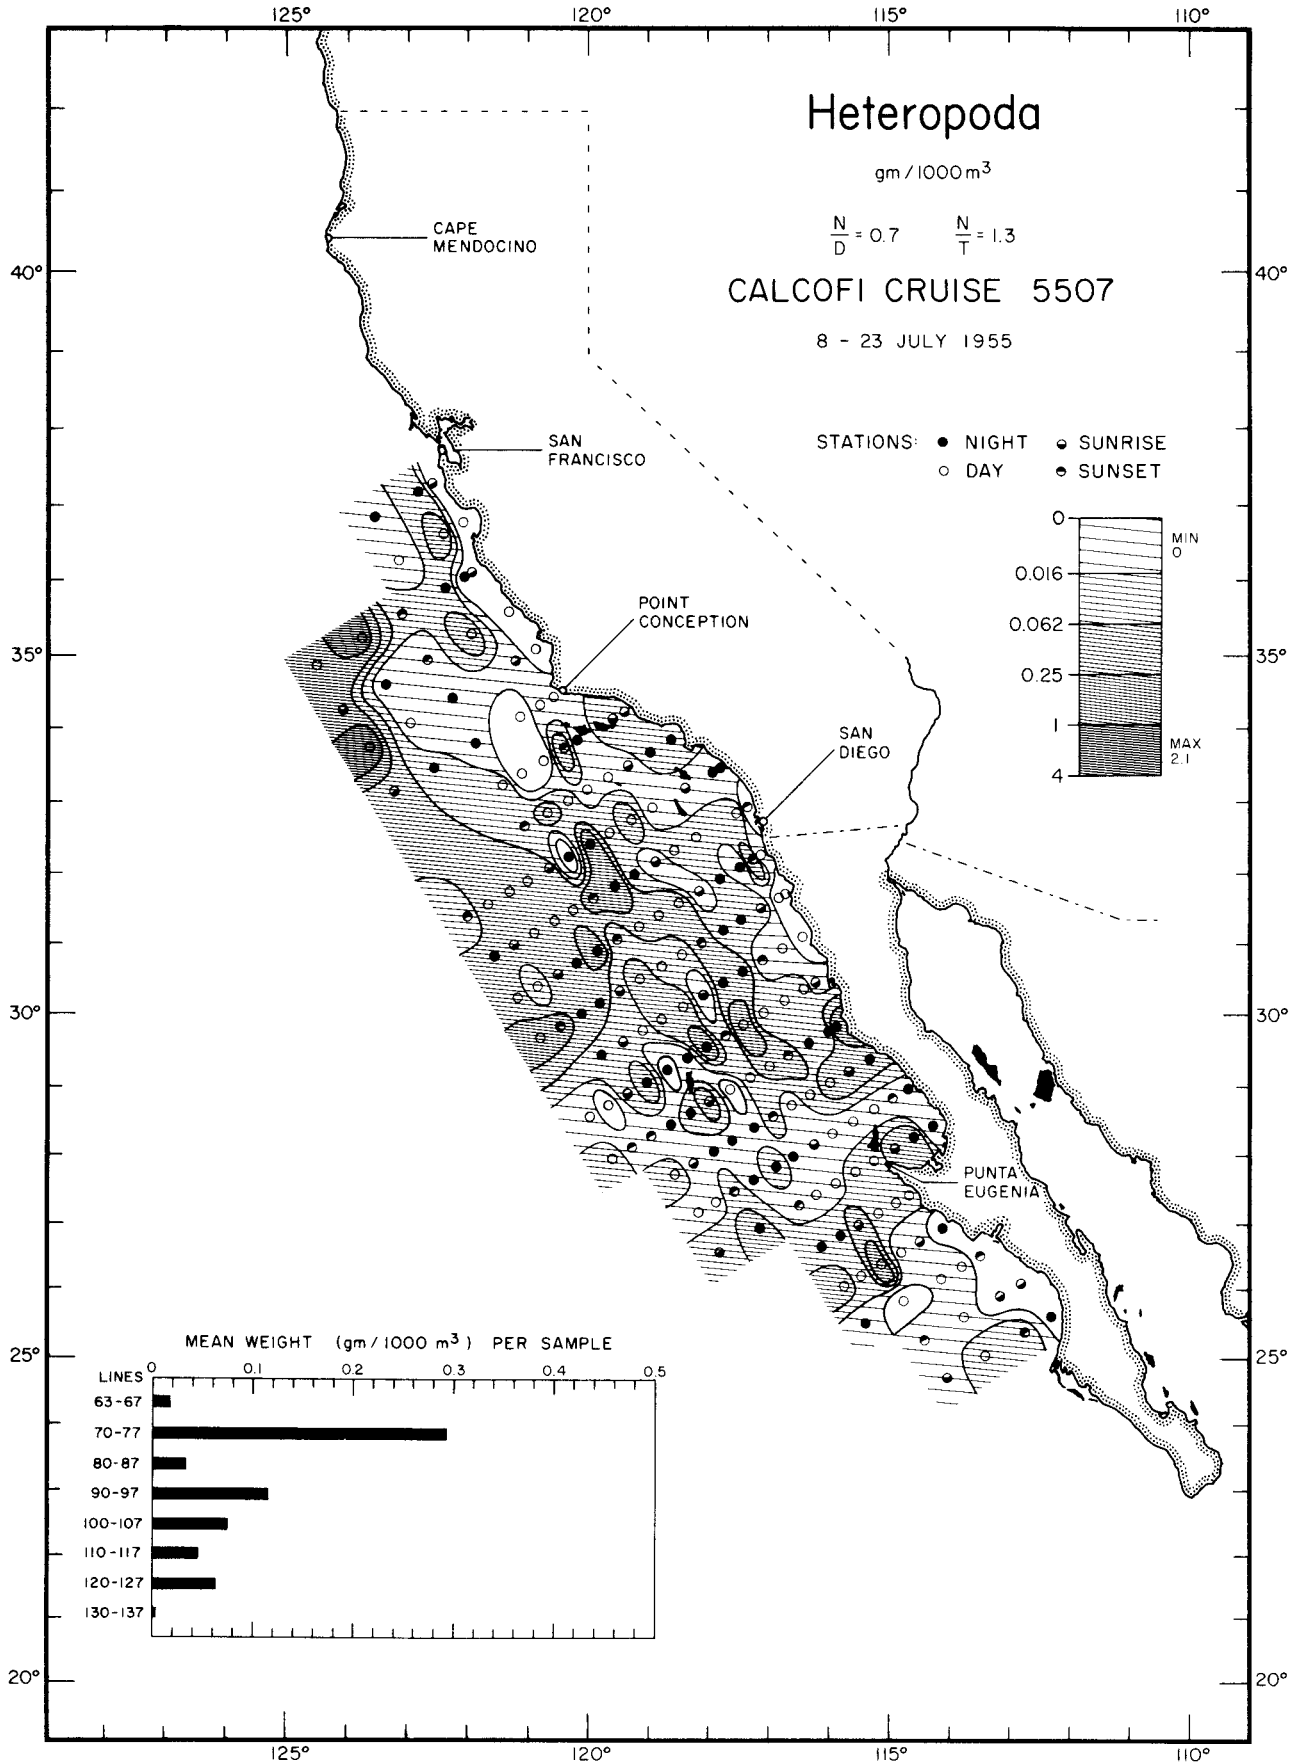 125° 120° 115° 110°
Heteropoda
gm/1000m³
N/D = 0.7 N/T = 1.3
CALCOFI CRUISE 5507
8 - 23 JULY 1955
CAPE
MENDOCINO
40° 40°
STATIONS: ● NIGHT SUNRISE
○ DAY SUNSET
SAN
FRANCISCO
0
MIN
0
0.016
0.062
0.25
1
MAX
2.1
4
POINT
CONCEPTION
35° 35°
SAN
DIEGO
30° 30°
PUNTA
EUGENIA
25° 25°
MEAN WEIGHT (gm/1000 m³) PER SAMPLE
LINES 0 0.1 0.2 0.3 0.4 0.5
63-67
70-77
80-87
90-97
100-107
110-117
120-127
130-137
20° 20°
125° 120° 115° 110°